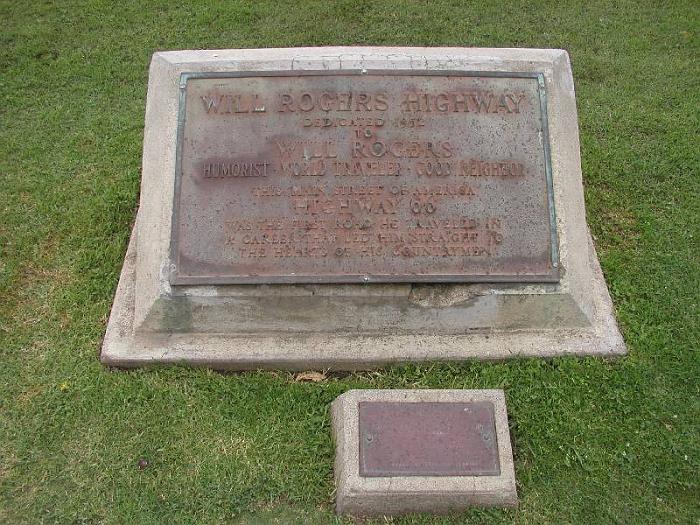 WILL ROGERS HIGHWAY
DEDICATED 1952
TO
WILL ROGERS
HUMORIST · WORLD TRAVELER · GOOD NEIGHBOR
THIS MAIN STREET OF AMERICA
HIGHWAY 66
WAS THE FIRST ROAD HE TRAVELED IN
A CAREER THAT LED HIM STRAIGHT TO
THE HEARTS OF HIS COUNTRYMEN